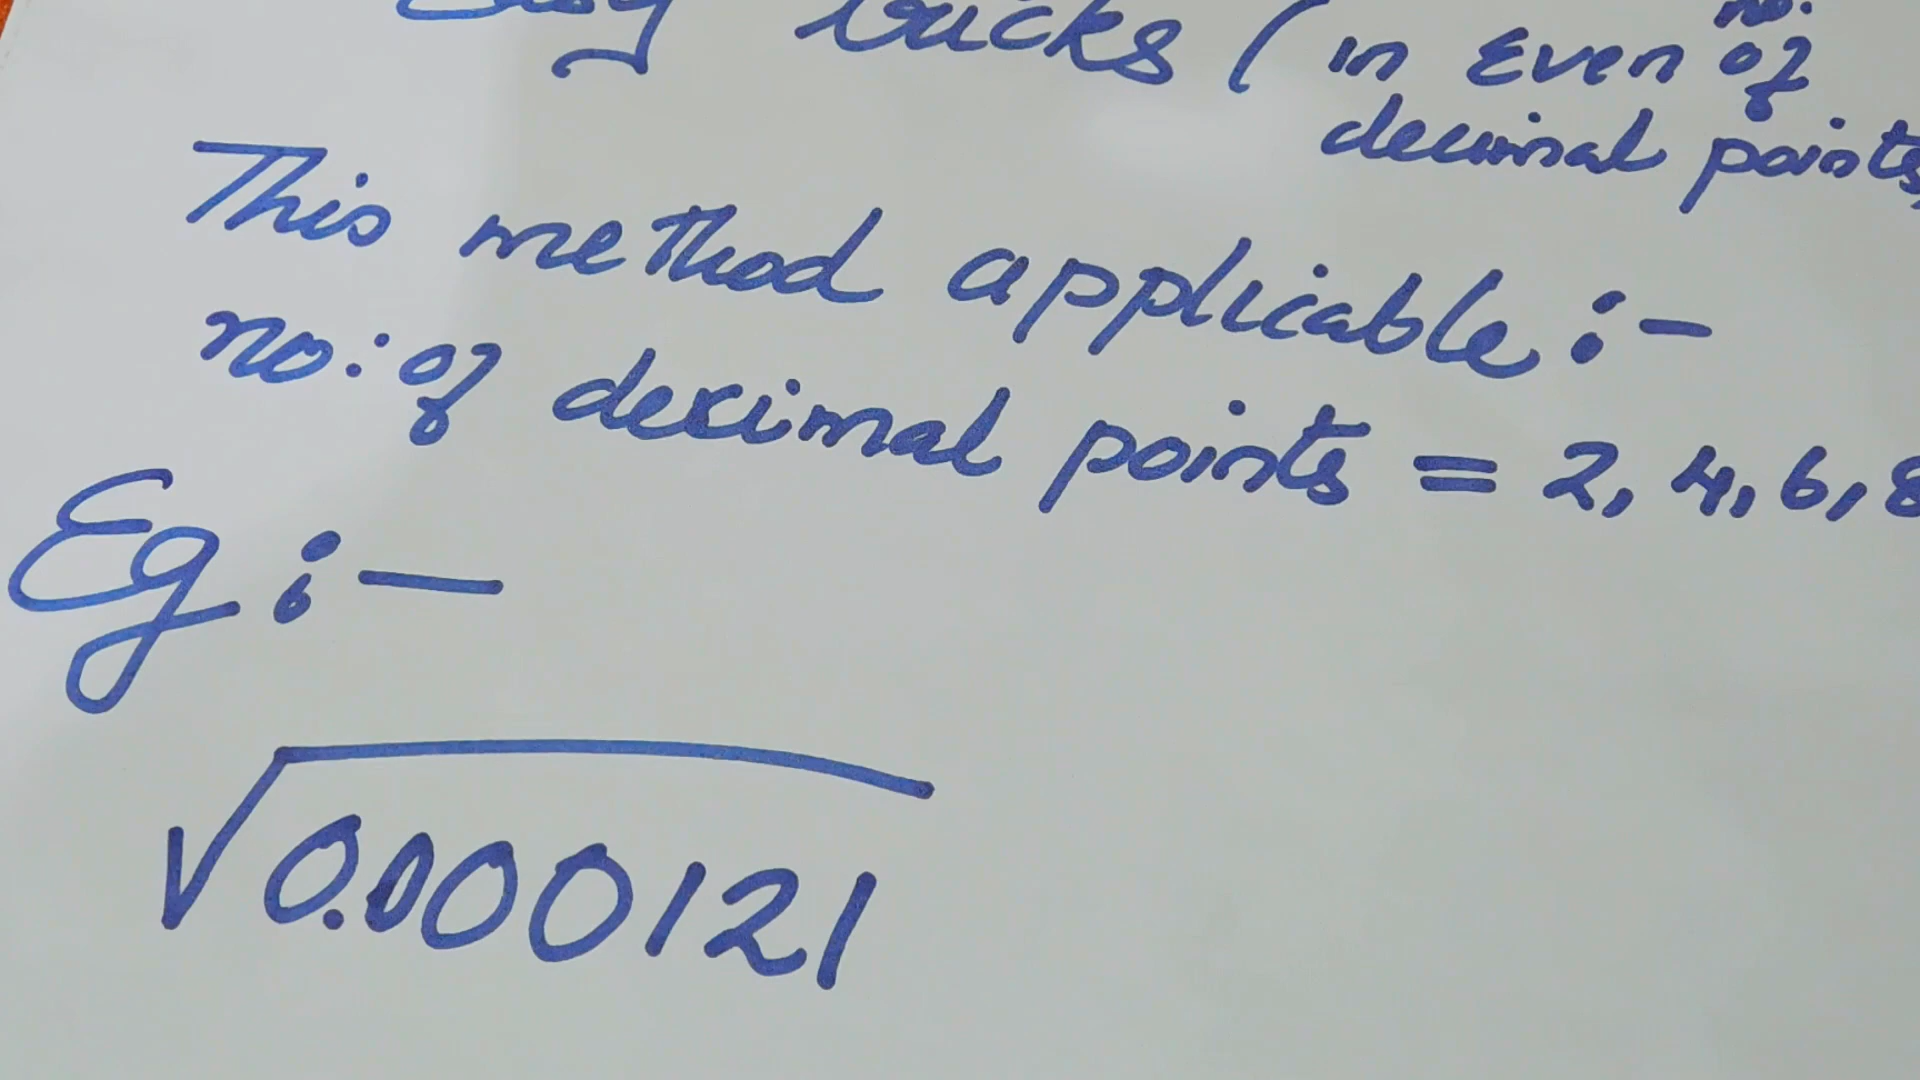 Easy tricks (in Even no. of
decimal points
This method applicable :-
no: of decimal points = 2, 4, 6, 8
Eg :-
√0.000121